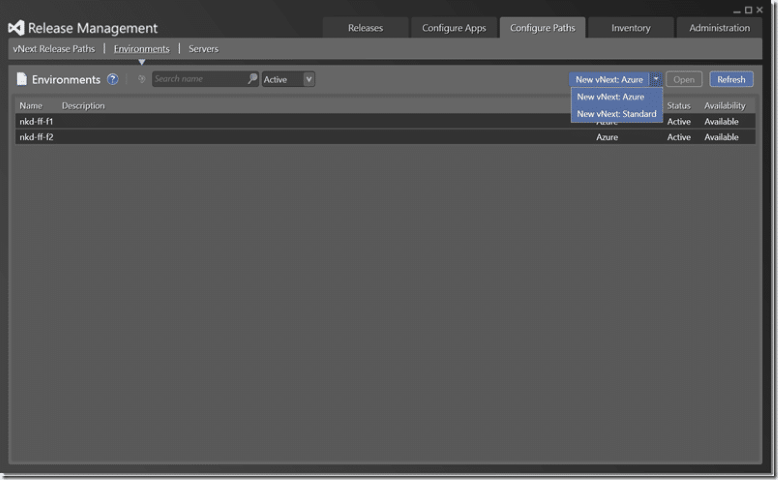 Release Management
Releases Configure Apps Configure Paths Inventory Administration
vNext Release Paths | Environments | Servers
Environments ? Search name Active New vNext: Azure Open Refresh
New vNext: Azure
New vNext: Standard
Name Description Status Availability
nkd-ff-f1 Azure Active Available
nkd-ff-f2 Azure Active Available